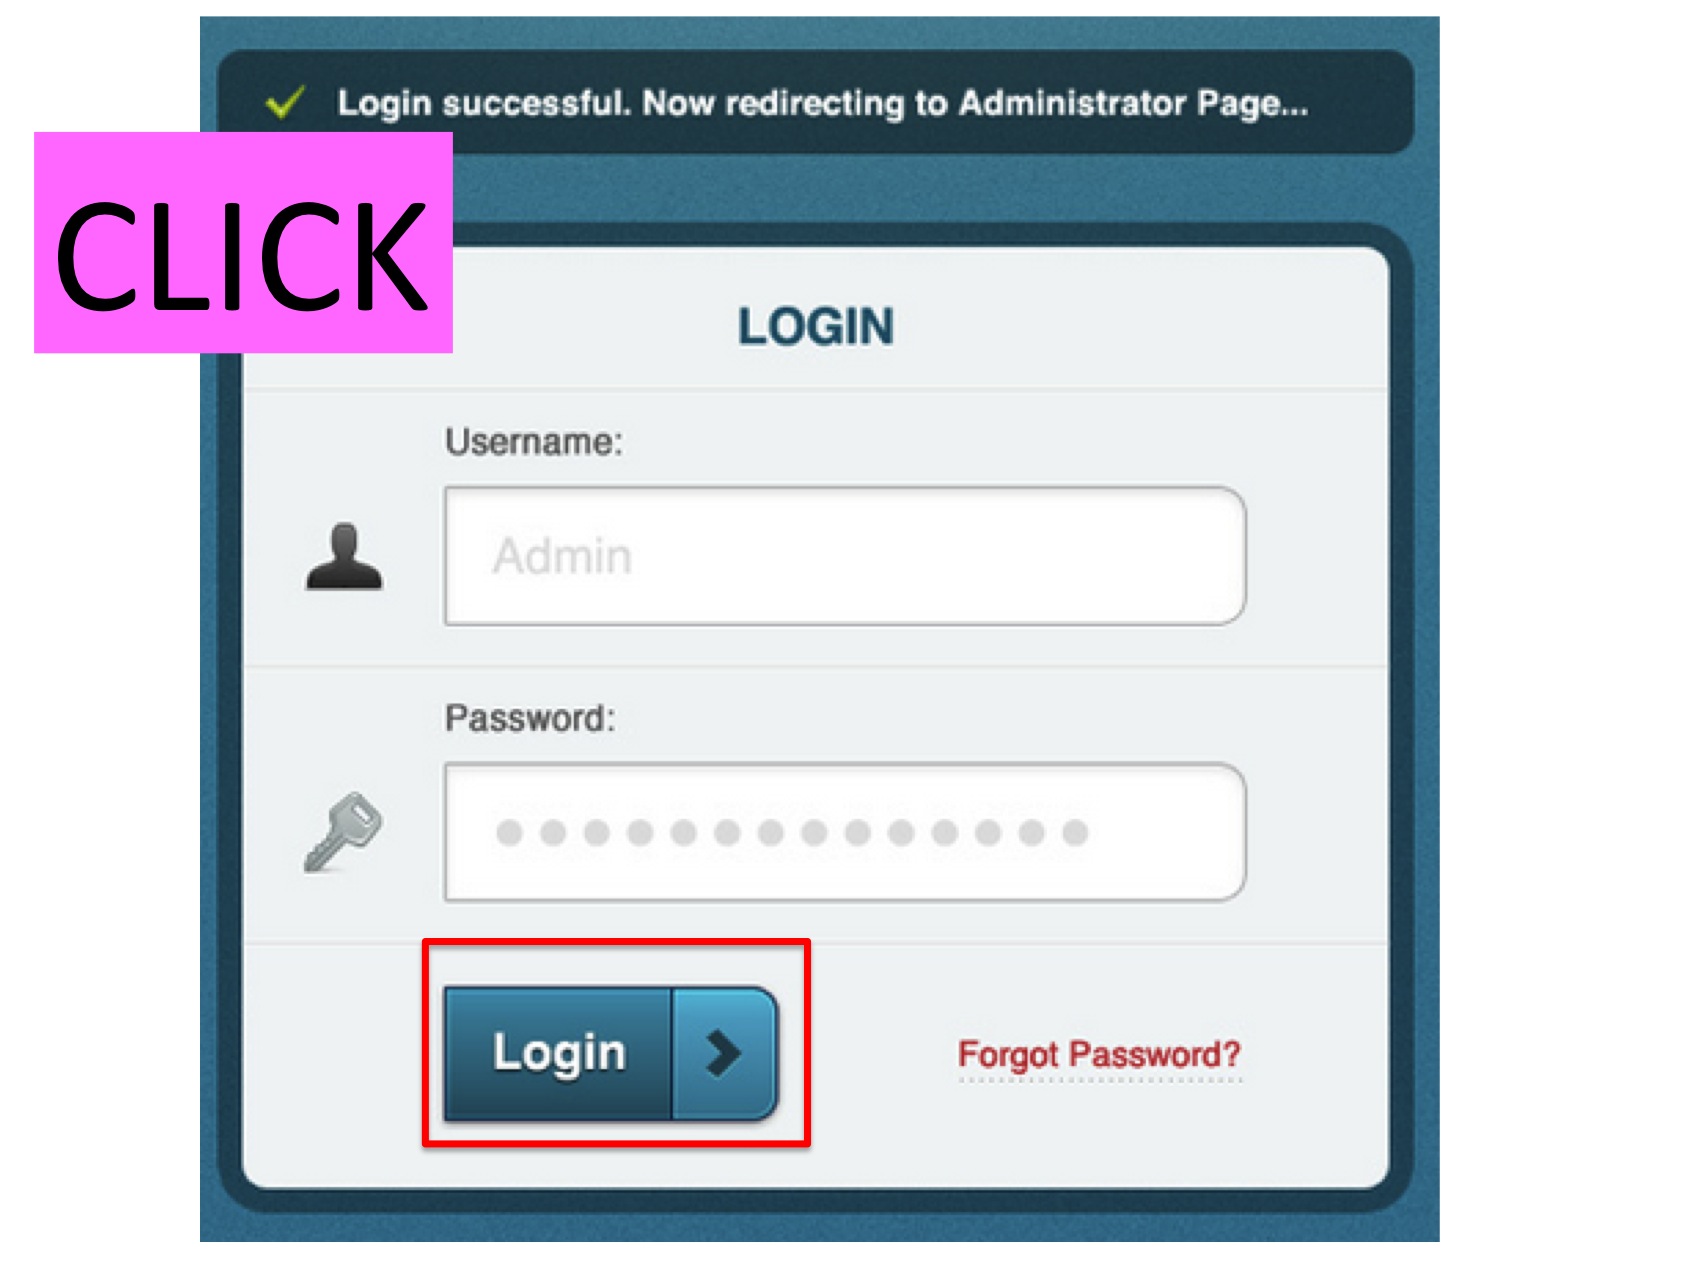 Login successful. Now redirecting to Administrator Page...
CLICK
LOGIN
Username:
Admin
Password:
Login
Forgot Password?